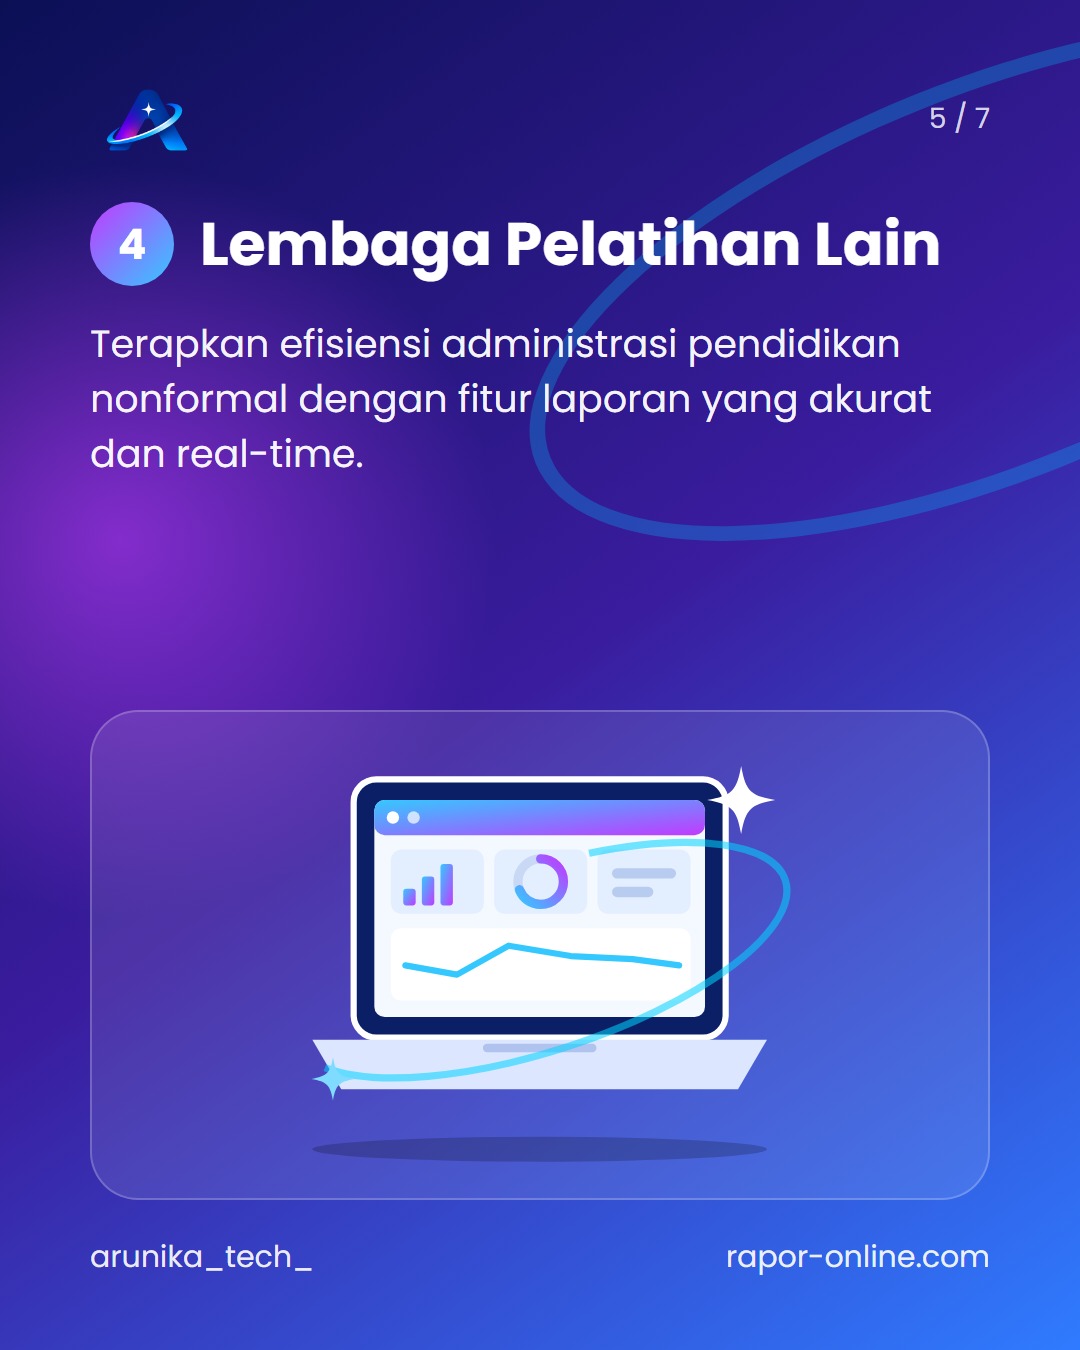 5 / 7
4 Lembaga Pelatihan Lain
Terapkan efisiensi administrasi pendidikan
nonformal dengan fitur laporan yang akurat
dan real-time.
arunika_tech_
rapor-online.com